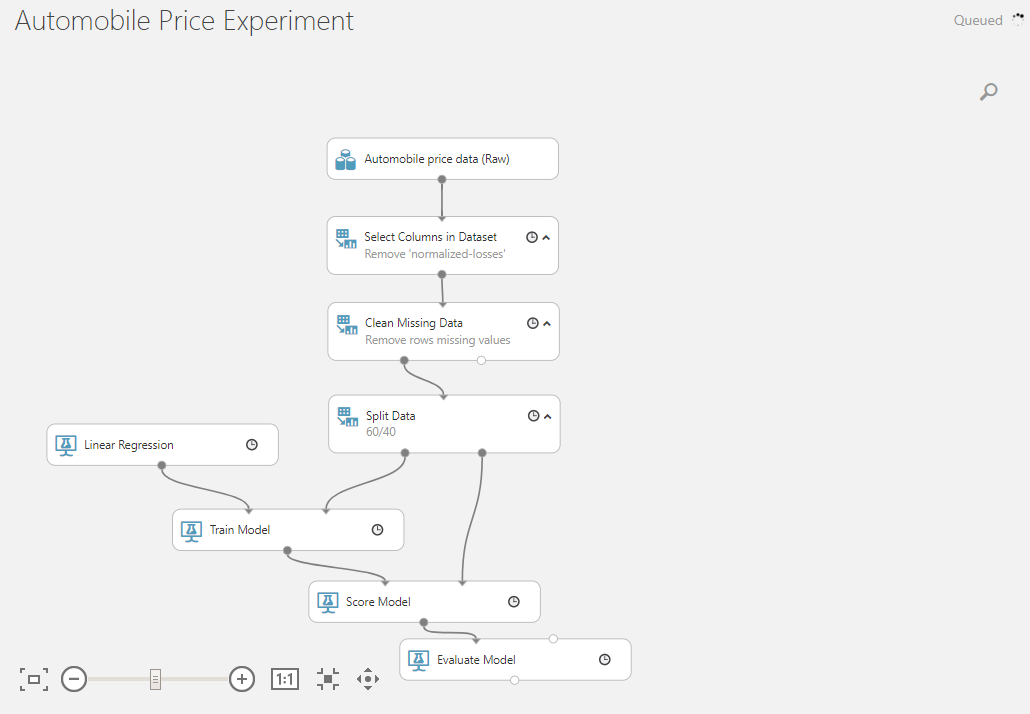 Automobile Price Experiment
Queued
Automobile price data (Raw)
Select Columns in Dataset
Remove 'normalized-losses'
Clean Missing Data
Remove rows missing values
Split Data
60/40
Linear Regression
Train Model
Score Model
Evaluate Model
1:1